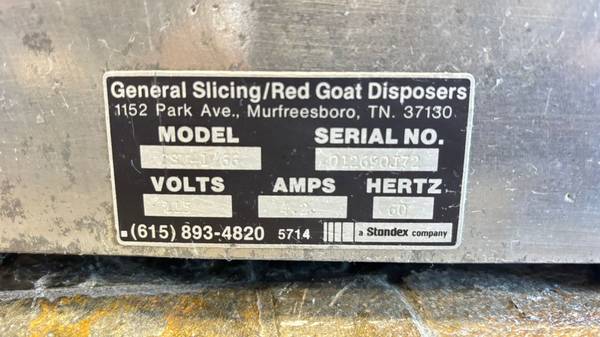 General Slicing/Red Goat Disposers
1152 Park Ave., Murfreesboro, TN. 37130
MODEL SERIAL NO.
VOLTS AMPS HERTZ
115 60
(615) 893-4820 5714 a Standex company